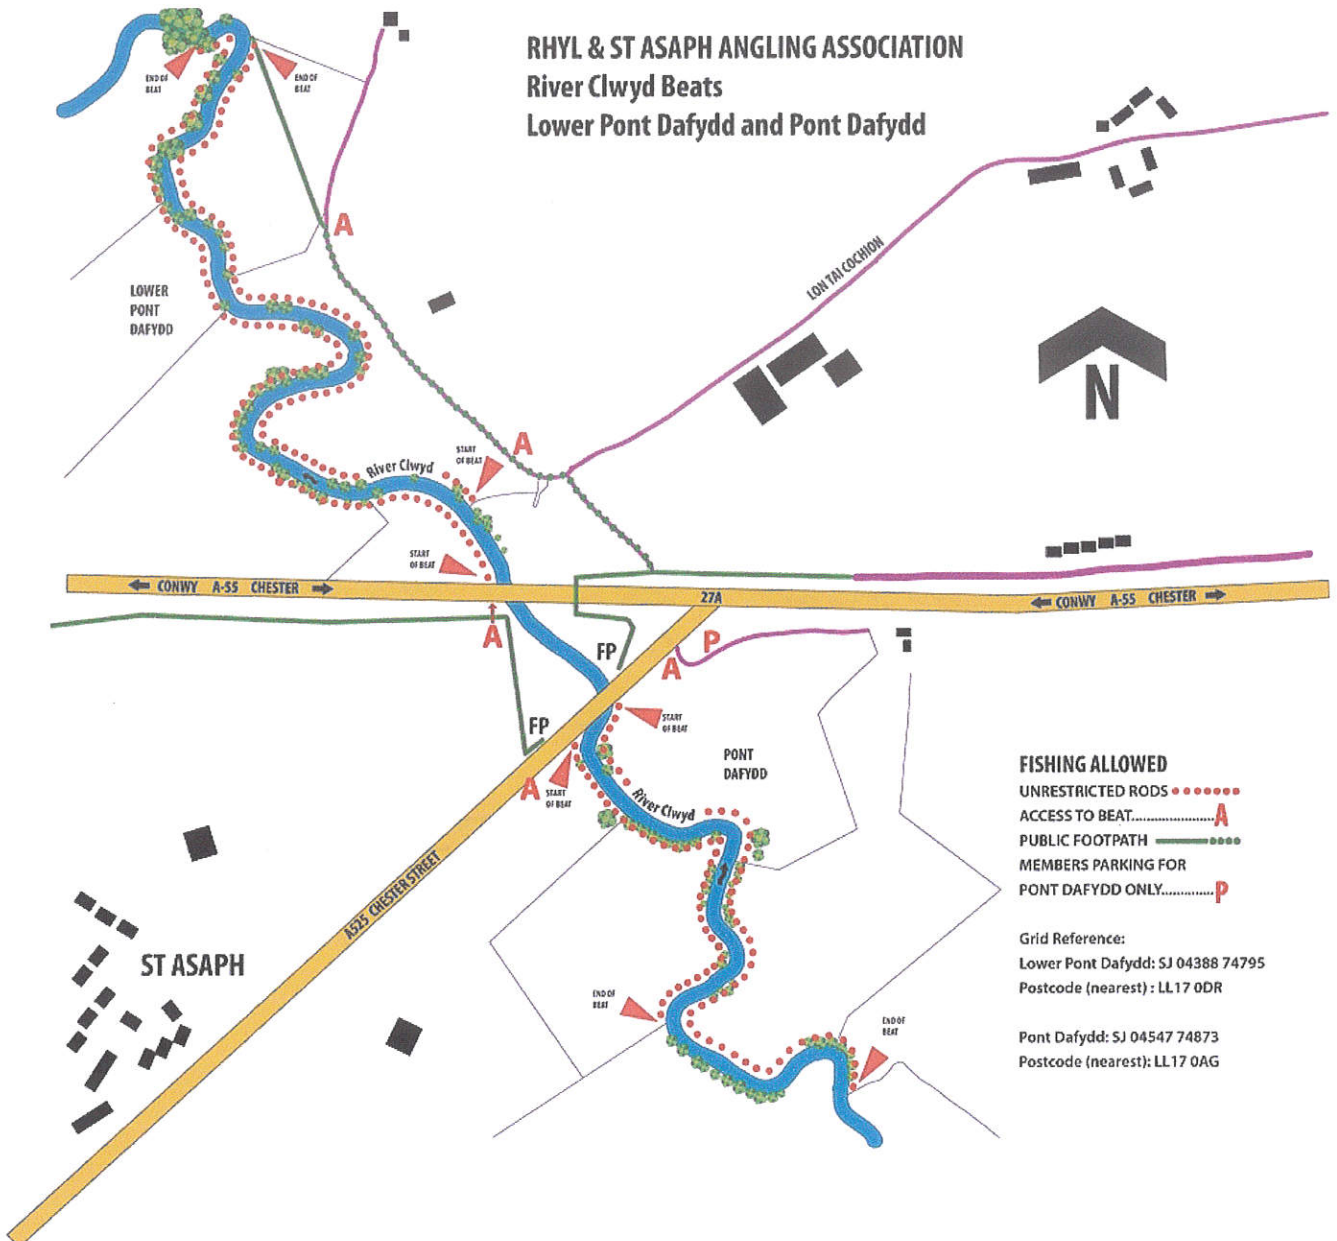 RHYL & ST ASAPH ANGLING ASSOCIATION
River Clwyd Beats
Lower Pont Dafydd and Pont Dafydd
END OF
BEAT
END OF
BEAT
A
LON TAI COCHION
LOWER
PONT
DAFYDD
N
A
START
OF BEAT
River Clwyd
START
OF BEAT
CONWY A-55 CHESTER
27A
CONWY A-55 CHESTER
A
FP
P
A
FP
START
OF BEAT
PONT
DAFYDD
A
START
OF BEAT
River Clwyd
A525 CHESTER STREET
ST ASAPH
END OF
BEAT
END OF
BEAT
FISHING ALLOWED
UNRESTRICTED RODS
ACCESS TO BEAT.....................A
PUBLIC FOOTPATH
MEMBERS PARKING FOR
PONT DAFYDD ONLY.............P
Grid Reference:
Lower Pont Dafydd: SJ 04388 74795
Postcode (nearest) : LL17 0DR
Pont Dafydd: SJ 04547 74873
Postcode (nearest): LL17 0AG